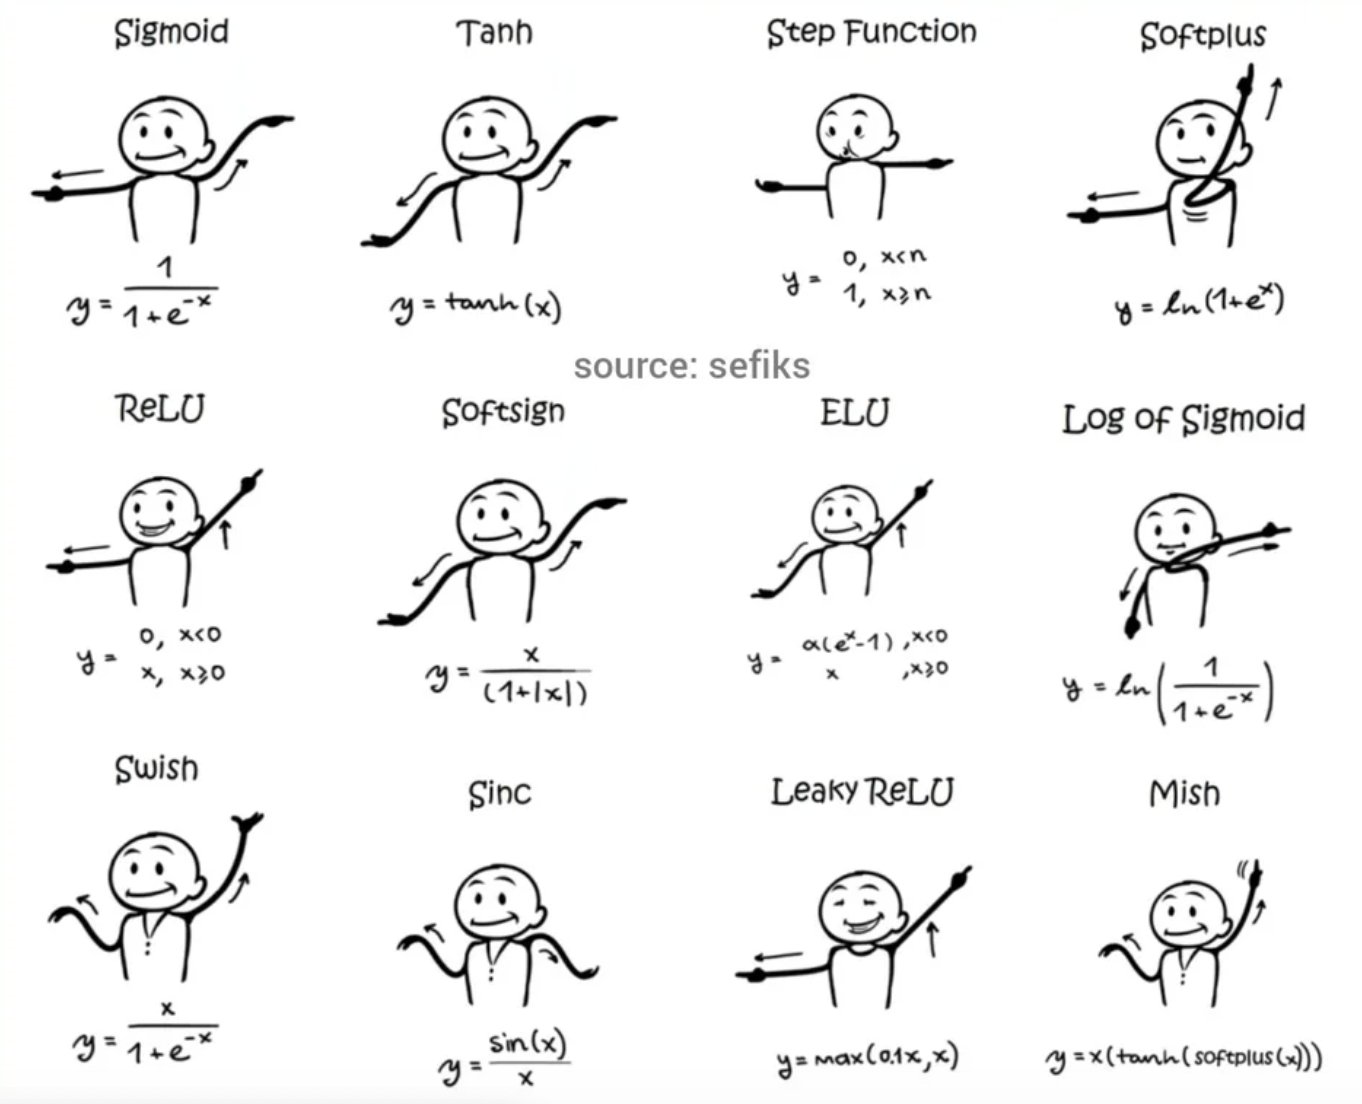 Sigmoid
Tanh
Step Function
Softplus
y = 1 / 1+e^-x
y = tanh(x)
y = 0, x<n
1, x⩾n
y = ln(1+e^x)
source: sefiks
ReLU
Softsign
ELU
Log of Sigmoid
y = 0, x<0
x, x⩾0
y = x / (1+|x|)
y = α(e^x-1), x<0
x, x⩾0
y = ln(1 / 1+e^-x)
Swish
Sinc
Leaky ReLU
Mish
y = x / 1+e^-x
y = sin(x) / x
y = max(0.1x, x)
y = x(tanh(softplus(x)))